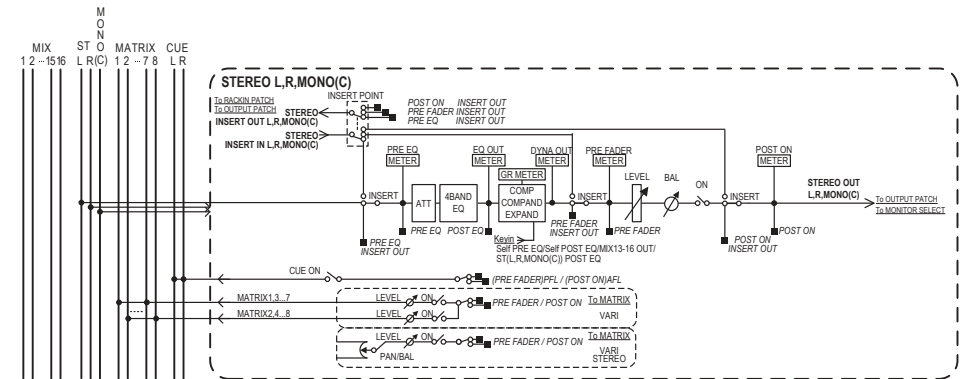 MONO
MIX
ST
MATRIX
CUE
1 2 ··· 15 16
L R (C)
1 2 ··· 7 8
L R
STEREO L,R,MONO(C)
INSERT POINT
To RACKIN PATCH
To OUTPUT PATCH
STEREO
INSERT OUT L,R,MONO(C)
POST ON INSERT OUT
PRE FADER INSERT OUT
PRE EQ INSERT OUT
STEREO
INSERT IN L,R,MONO(C)
PRE EQ
METER
EQ OUT
METER
DYNA OUT
METER
PRE FADER
METER
POST ON
METER
GR METER
LEVEL
BAL
ON
INSERT
ATT
4BAND
EQ
COMP
COMPAND
EXPAND
INSERT
INSERT
STEREO OUT
L,R,MONO(C)
To OUTPUT PATCH
To MONITOR SELECT
PRE EQ
INSERT OUT
PRE EQ
POST EQ
PRE FADER
INSERT OUT
PRE FADER
POST ON
INSERT OUT
POST ON
Keyin
Self PRE EQ/Self POST EQ/MIX13-16 OUT/
ST(L,R,MONO(C)) POST EQ
CUE ON
(PRE FADER)PFL / (POST ON)AFL
MATRIX1,3...7
LEVEL
ON
PRE FADER / POST ON
To MATRIX
MATRIX2,4...8
LEVEL
ON
VARI
LEVEL
ON
PRE FADER / POST ON
To MATRIX
PAN/BAL
VARI
STEREO